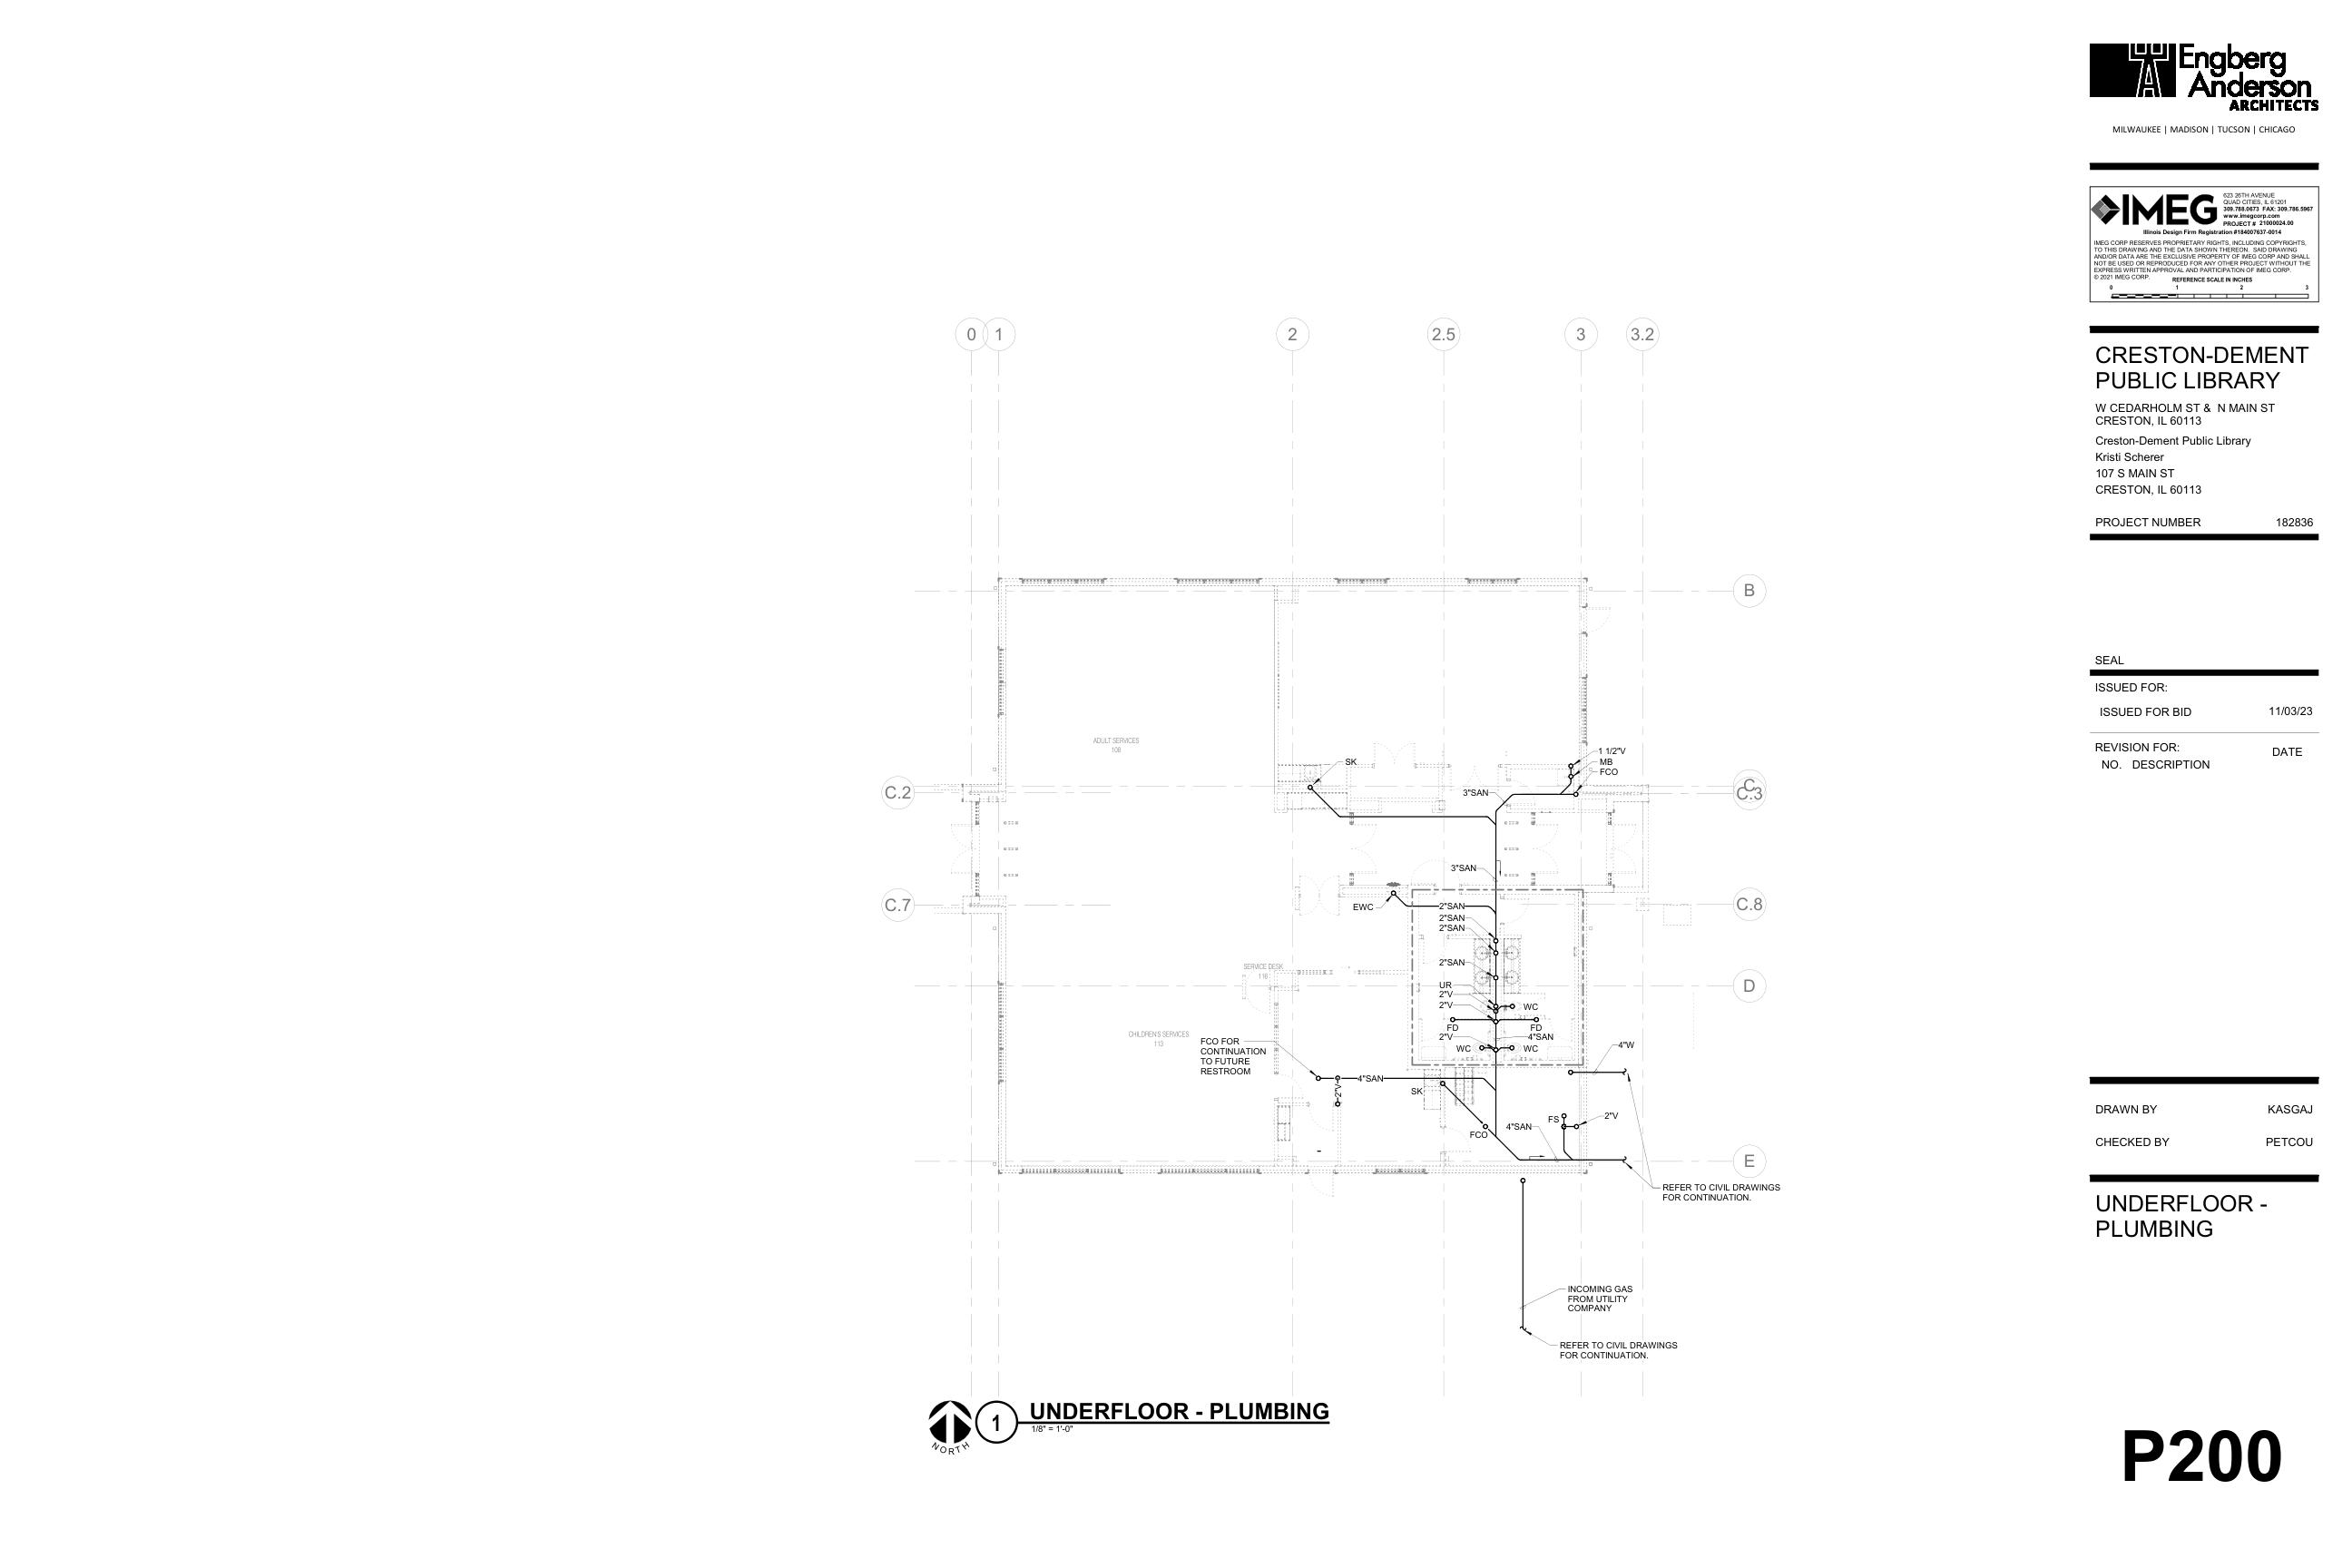 Engberg
Anderson
ARCHITECTS
MILWAUKEE | MADISON | TUCSON | CHICAGO
IMEG
623 26TH AVENUE
QUAD CITIES, IL 61201
309.788.0673 FAX: 309.786.5967
www.imegcorp.com
PROJECT # 21000024.00
Illinois Design Firm Registration #184007637-0014
IMEG CORP RESERVES PROPRIETARY RIGHTS, INCLUDING COPYRIGHTS,
TO THIS DRAWING AND THE DATA SHOWN THEREON. SAID DRAWING
AND/OR DATA ARE THE EXCLUSIVE PROPERTY OF IMEG CORP AND SHALL
NOT BE USED OR REPRODUCED FOR ANY OTHER PROJECT WITHOUT THE
EXPRESS WRITTEN APPROVAL AND PARTICIPATION OF IMEG CORP.
© 2021 IMEG CORP.
REFERENCE SCALE IN INCHES
0 1 2 3
CRESTON-DEMENT
PUBLIC LIBRARY
W CEDARHOLM ST & N MAIN ST
CRESTON, IL 60113
Creston-Dement Public Library
Kristi Scherer
107 S MAIN ST
CRESTON, IL 60113
PROJECT NUMBER 182836
SEAL
ISSUED FOR:
ISSUED FOR BID 11/03/23
REVISION FOR:
NO. DESCRIPTION DATE
DRAWN BY KASGAJ
CHECKED BY PETCOU
UNDERFLOOR -
PLUMBING
P200
0 1 2 2.5 3 3.2
B
ADULT SERVICES
108
SK
1 1/2"V
MB
FCO
C.2
3"SAN
C
C.3
3"SAN
C.7
EWC
2"SAN
C.8
2"SAN
2"SAN
2"SAN
SERVICE DESK
116
UR
D
2"V
2"V
WC
FD
FD
CHILDREN'S SERVICES
113
2"V
4"SAN
WC
WC
FCO FOR
CONTINUATION
TO FUTURE
RESTROOM
4"W
4"SAN
2"V
SK
FS
2"V
4"SAN
FCO
E
REFER TO CIVIL DRAWINGS
FOR CONTINUATION.
INCOMING GAS
FROM UTILITY
COMPANY
REFER TO CIVIL DRAWINGS
FOR CONTINUATION.
NORTH
1
UNDERFLOOR - PLUMBING
1/8" = 1'-0"